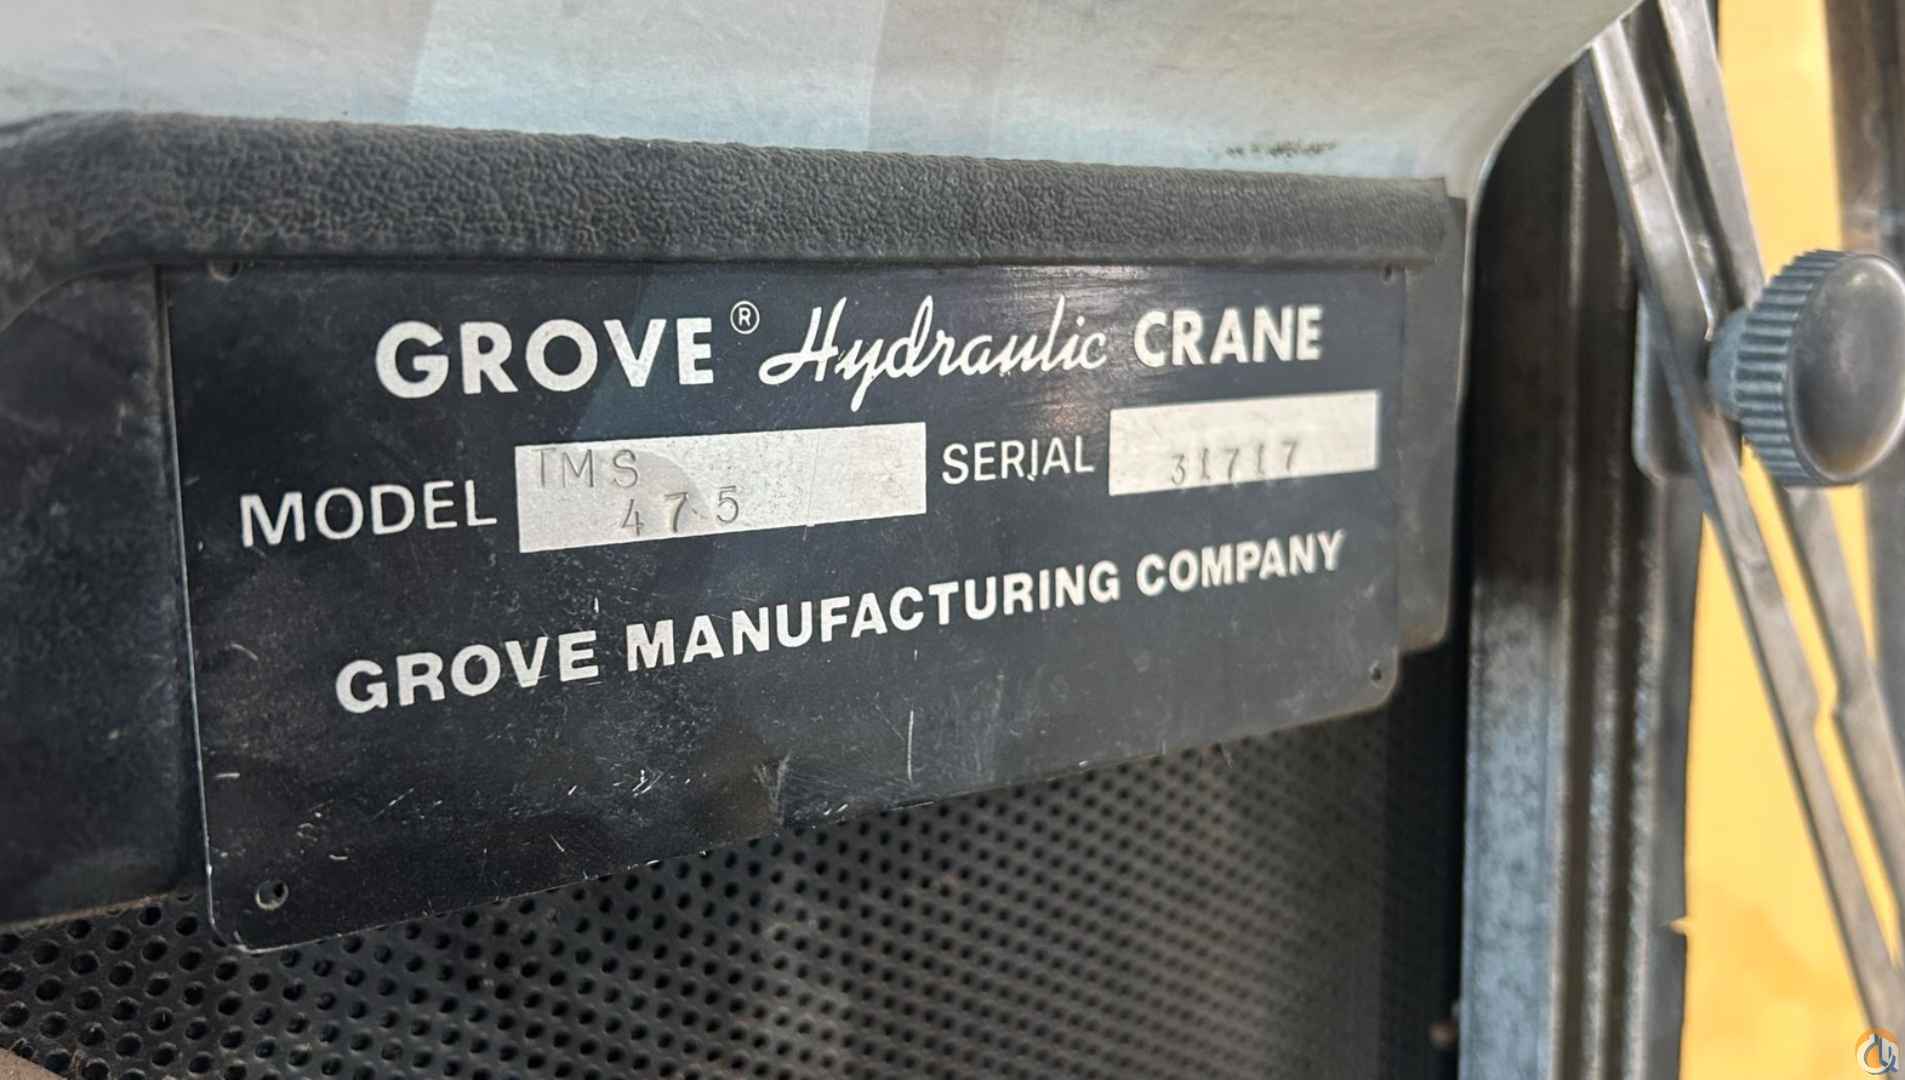 GROVE® Hydraulic CRANE
MODEL TMS 475 SERIAL 31717
GROVE MANUFACTURING COMPANY